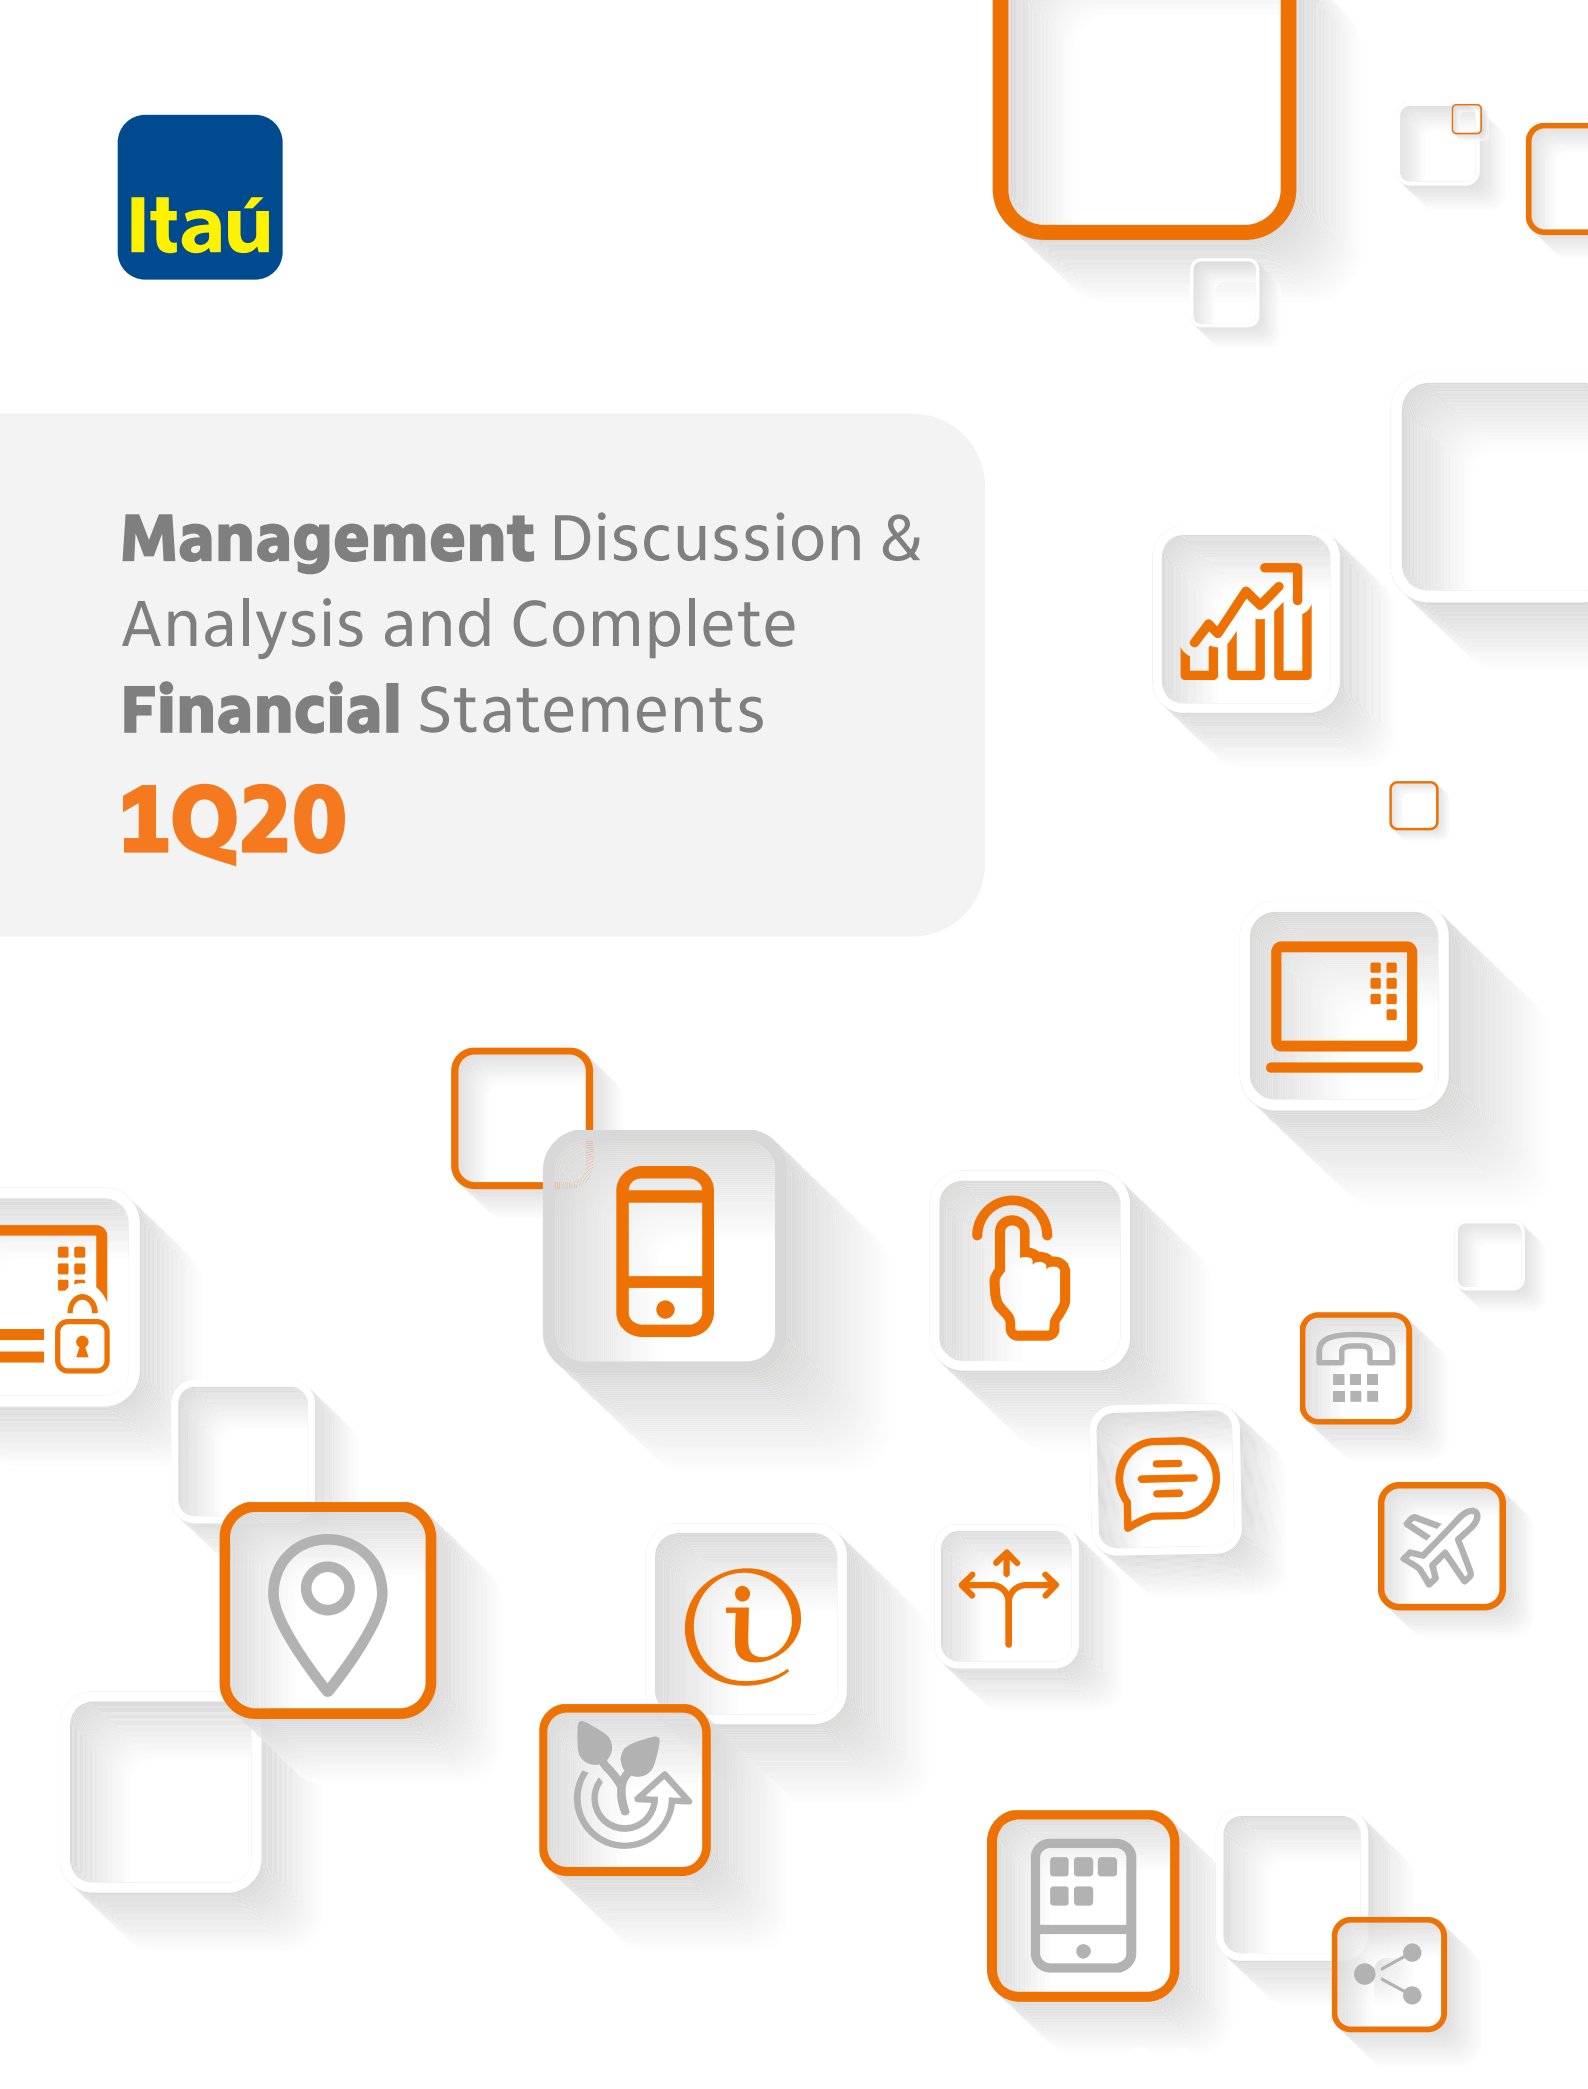 Itaú
Management Discussion &
Analysis and Complete
Financial Statements
1Q20